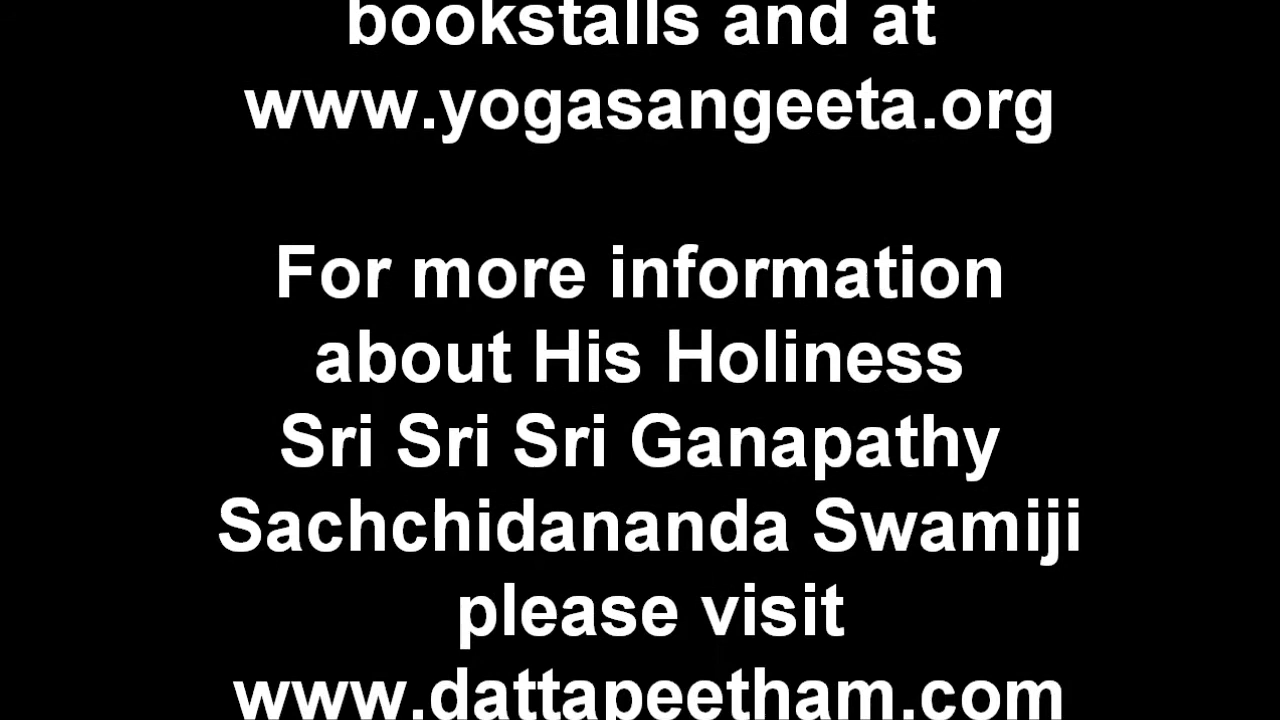 bookstalls and at
www.yogasangeeta.org
For more information
about His Holiness
Sri Sri Sri Ganapathy
Sachchidananda Swamiji
please visit
www.dattapeetham.com